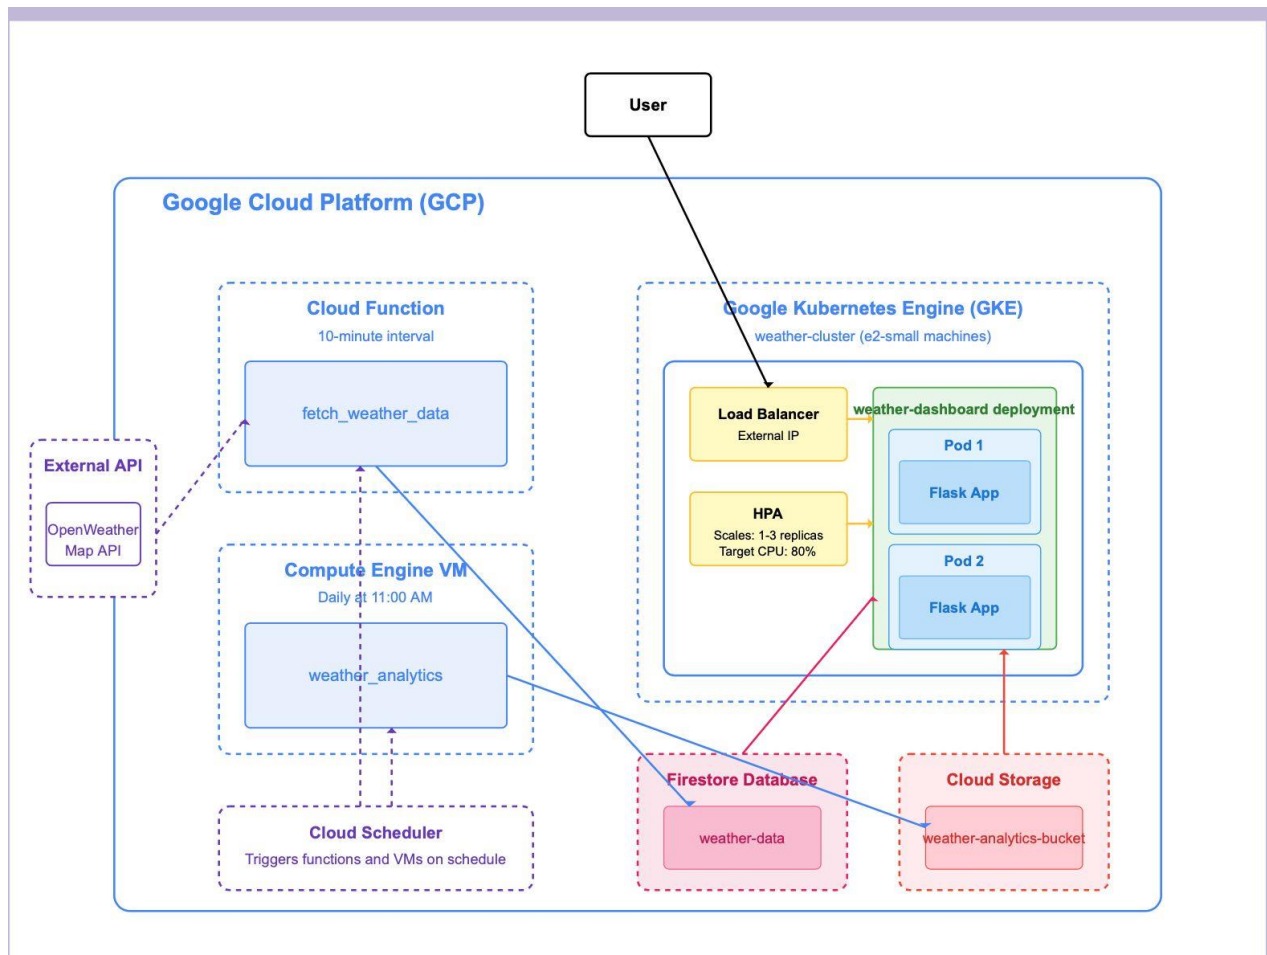 User
Google Cloud Platform (GCP)
Cloud Function
10-minute interval
fetch_weather_data
External API
OpenWeather
Map API
Compute Engine VM
Daily at 11:00 AM
weather_analytics
Cloud Scheduler
Triggers functions and VMs on schedule
Google Kubernetes Engine (GKE)
weather-cluster (e2-small machines)
Load Balancer
External IP
HPA
Scales: 1-3 replicas
Target CPU: 80%
weather-dashboard deployment
Pod 1
Flask App
Pod 2
Flask App
Firestore Database
weather-data
Cloud Storage
weather-analytics-bucket